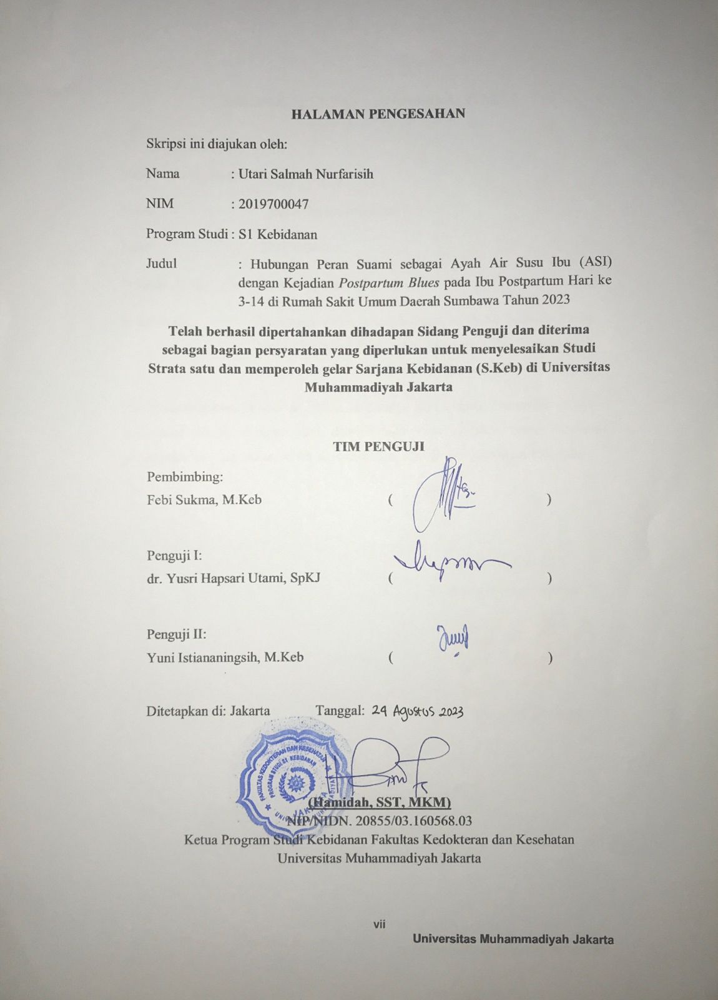 HALAMAN PENGESAHAN
Skripsi ini diajukan oleh:
Nama : Utari Salmah Nurfarisih
NIM : 2019700047
Program Studi : S1 Kebidanan
Judul : Hubungan Peran Suami sebagai Ayah Air Susu Ibu (ASI)
dengan Kejadian Postpartum Blues pada Ibu Postpartum Hari ke
3-14 di Rumah Sakit Umum Daerah Sumbawa Tahun 2023
Telah berhasil dipertahankan dihadapan Sidang Penguji dan diterima
sebagai bagian persyaratan yang diperlukan untuk menyelesaikan Studi
Strata satu dan memperoleh gelar Sarjana Kebidanan (S.Keb) di Universitas
Muhammadiyah Jakarta
TIM PENGUJI
Pembimbing:
Febi Sukma, M.Keb ( )
Penguji I:
dr. Yusri Hapsari Utami, SpKJ ( )
Penguji II:
Yuni Istiananingsih, M.Keb ( )
Ditetapkan di: Jakarta Tanggal: 24 Agustus 2023
FAKULTAS KEDOKTERAN DAN KESEHATAN
PROGRAM STUDI S1 KEBIDANAN
UNIVERSITAS MUHAMMADIYAH
JAKARTA
(Hamidah, SST, MKM)
NIP/NIDN. 20855/03.160568.03
Ketua Program Studi Kebidanan Fakultas Kedokteran dan Kesehatan
Universitas Muhammadiyah Jakarta
vii
Universitas Muhammadiyah Jakarta